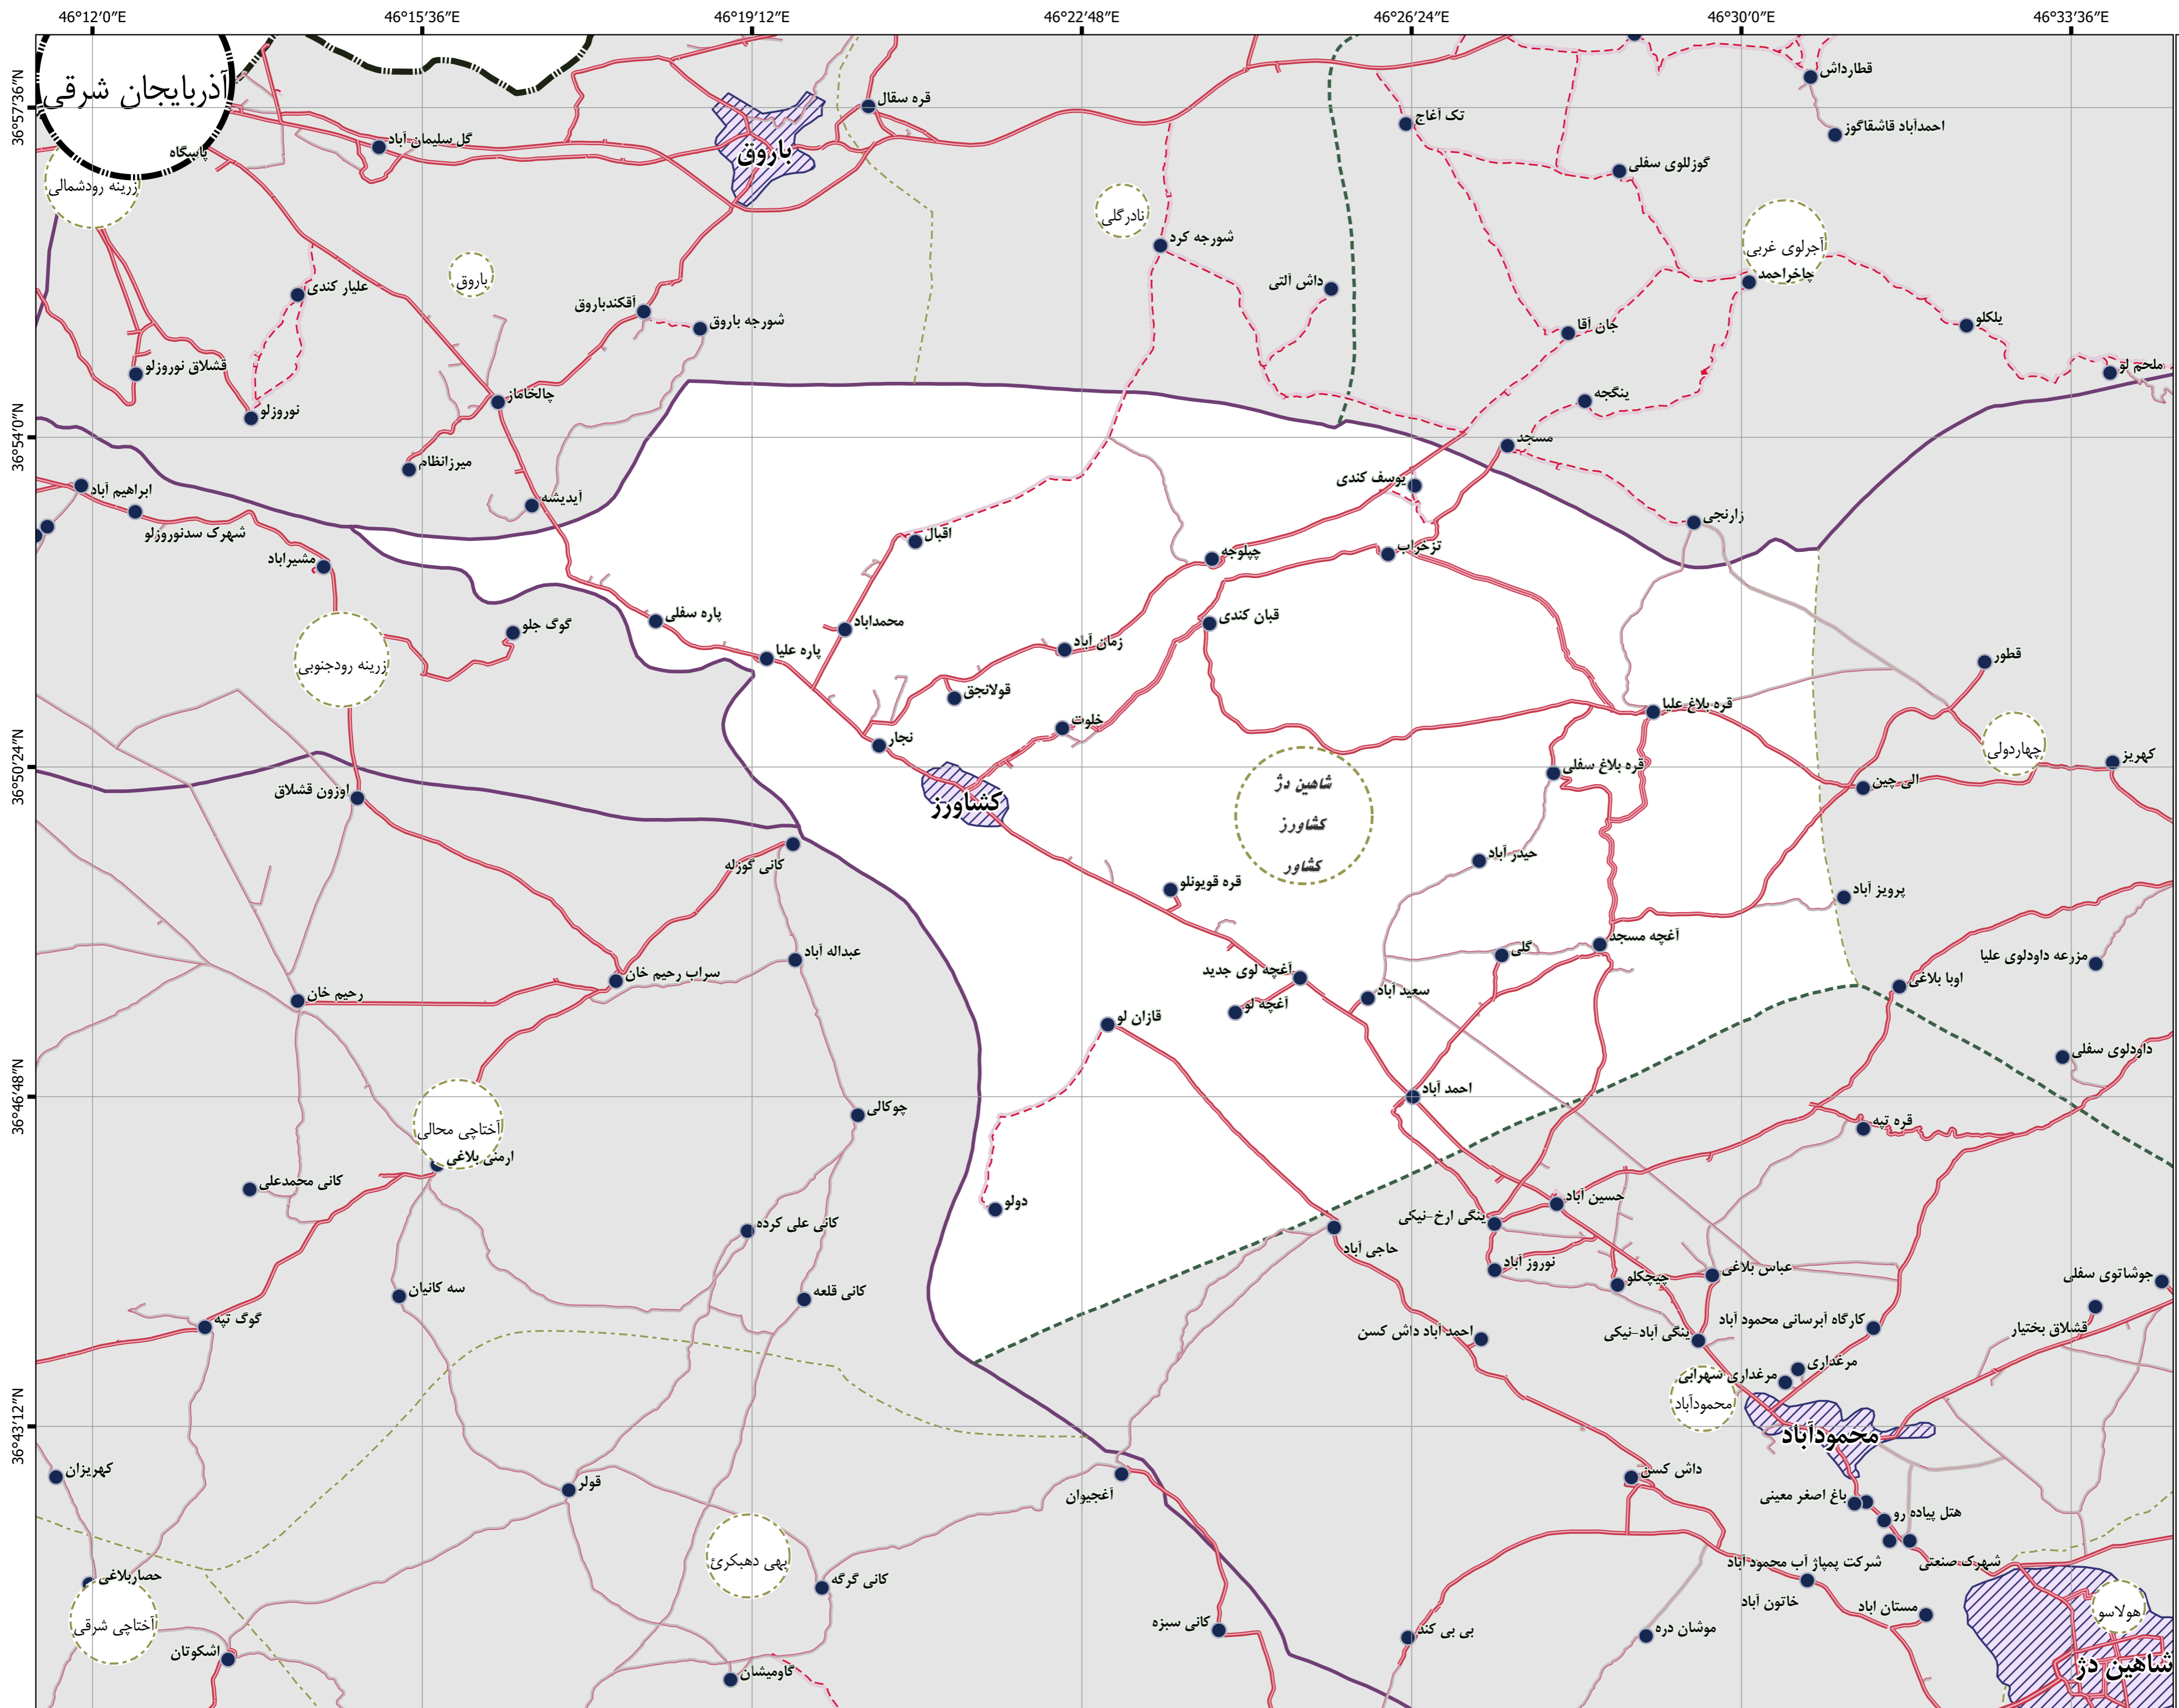 46°12′0″E
46°15′36″E
46°19′12″E
46°22′48″E
46°26′24″E
46°30′0″E
46°33′36″E
36°57′36″N
36°54′0″N
36°50′24″N
36°46′48″N
36°43′12″N
آذربایجان شرقی
پاسگاه
زرینه رودشمالی
گل سلیمان آباد
باروق
قره سقال
تک آغاج
قطارداش
احمدآباد قاشقاگوز
گوزللوی سفلی
نادرگلی
شورجه کرد
آجرلوی غربی
چاخراحمد
باروق
علیار کندی
آقکندباروق
شورجه باروق
داش آلتی
جان آقا
یلکلو
ملحم لو
قشلاق نوروزلو
نوروزلو
چالخاماز
ینگجه
مسجد
میرزانظام
ابراهیم آباد
آیدیشه
یوسف کندی
زارنجی
شهرک سدنوروزلو
مشیراباد
اقبال
چپلوجه
تزخراب
زرینه رودجنوبی
گوگ جلو
پاره سفلی
محمداباد
قبان کندی
پاره علیا
زمان آباد
قطور
قولانجق
خلوت
قره بلاغ علیا
نجار
چهاردولی
کهریز
اوزون قشلاق
کشاورز
شاهین دژ
کشاورز
کشاور
قره بلاغ سفلی
الی چین
کانی گوزله
حیدر آباد
قره قویونلو
پرویز آباد
عبداله آباد
آغچه مسجد
گلی
مزرعه داودلوی علیا
سراب رحیم خان
رحیم خان
آغچه لوی جدید
آغچه لو
سعید آباد
اوبا بلاغی
قازان لو
داودلوی سفلی
احمد آباد
چوکالی
قره تپه
آختاچی محالی
ارمنی بلاغی
کانی محمدعلی
دولو
حسین آباد
ینگی ارخ-نیکی
کانی علی کرده
حاجی آباد
نوروز آباد
چیچکلو
عباس بلاغی
جوشاتوی سفلی
سه کانیان
کانی قلعه
گوگ تپه
احمد آباد داش کسن
ینگی آباد-نیکی
کارگاه آبرسانی محمود آباد
قشلاق بختیار
مرغداری
مرغداری شهرابی
محمودآباد
محمودآباد
کهریزان
قولر
آغجیوان
داش کسن
باغ اصغر معینی
هتل پیاده رو
بهی دهبکرئ
شرکت پمپاژ آب محمود آباد
شهرک صنعتی
حصاربلاغی
کانی گرگه
خاتون آباد
مستان اباد
هولاسو
آختاچی شرقی
کانی سبزه
بی بی کند
موشان دره
اشکوتان
گاومیشان
شاهین دژ